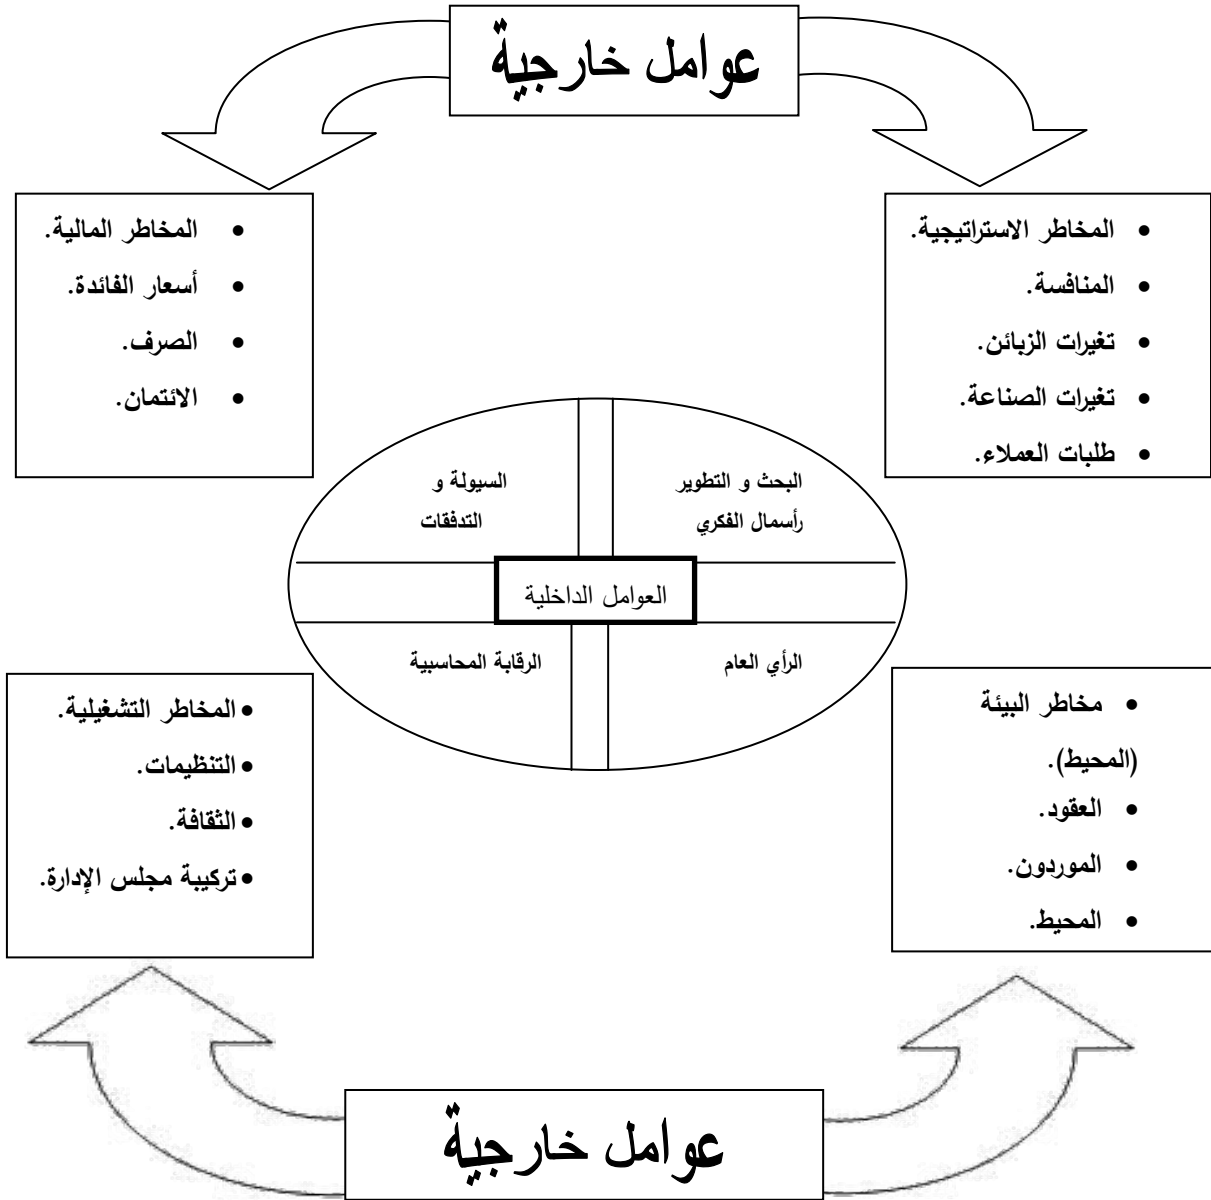 عوامل خارجية
• المخاطر الاستراتيجية.
• المنافسة.
• تغيرات الزبائن.
• تغيرات الصناعة.
• طلبات العملاء.
• المخاطر المالية.
• أسعار الفائدة.
• الصرف.
• الائتمان.
البحث و التطوير
رأسمال الفكري
السيولة و
التدفقات
العوامل الداخلية
الرأي العام
الرقابة المحاسبية
• مخاطر البيئة
(المحيط).
• العقود.
• الموردون.
• المحيط.
• المخاطر التشغيلية.
• التنظيمات.
• الثقافة.
• تركيبة مجلس الإدارة.
عوامل خارجية